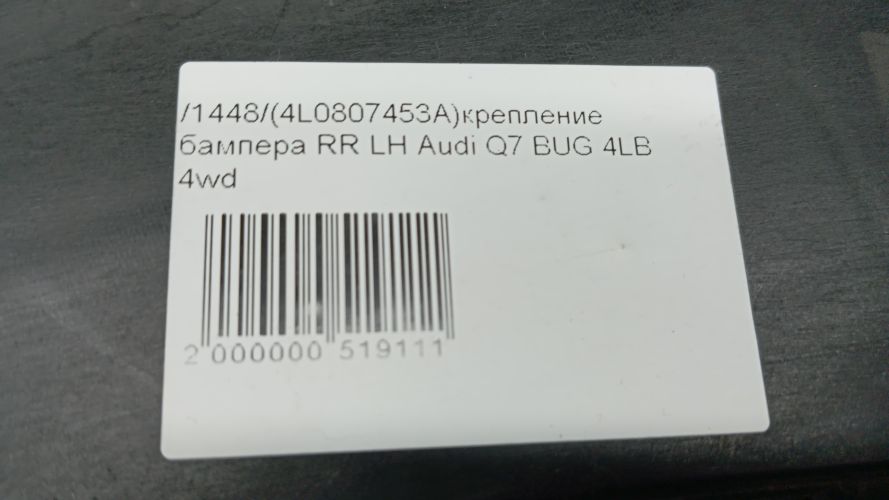 /1448/(4L0807453A)крепление
бампера RR LH Audi Q7 BUG 4LB
4wd
2 000000 519111